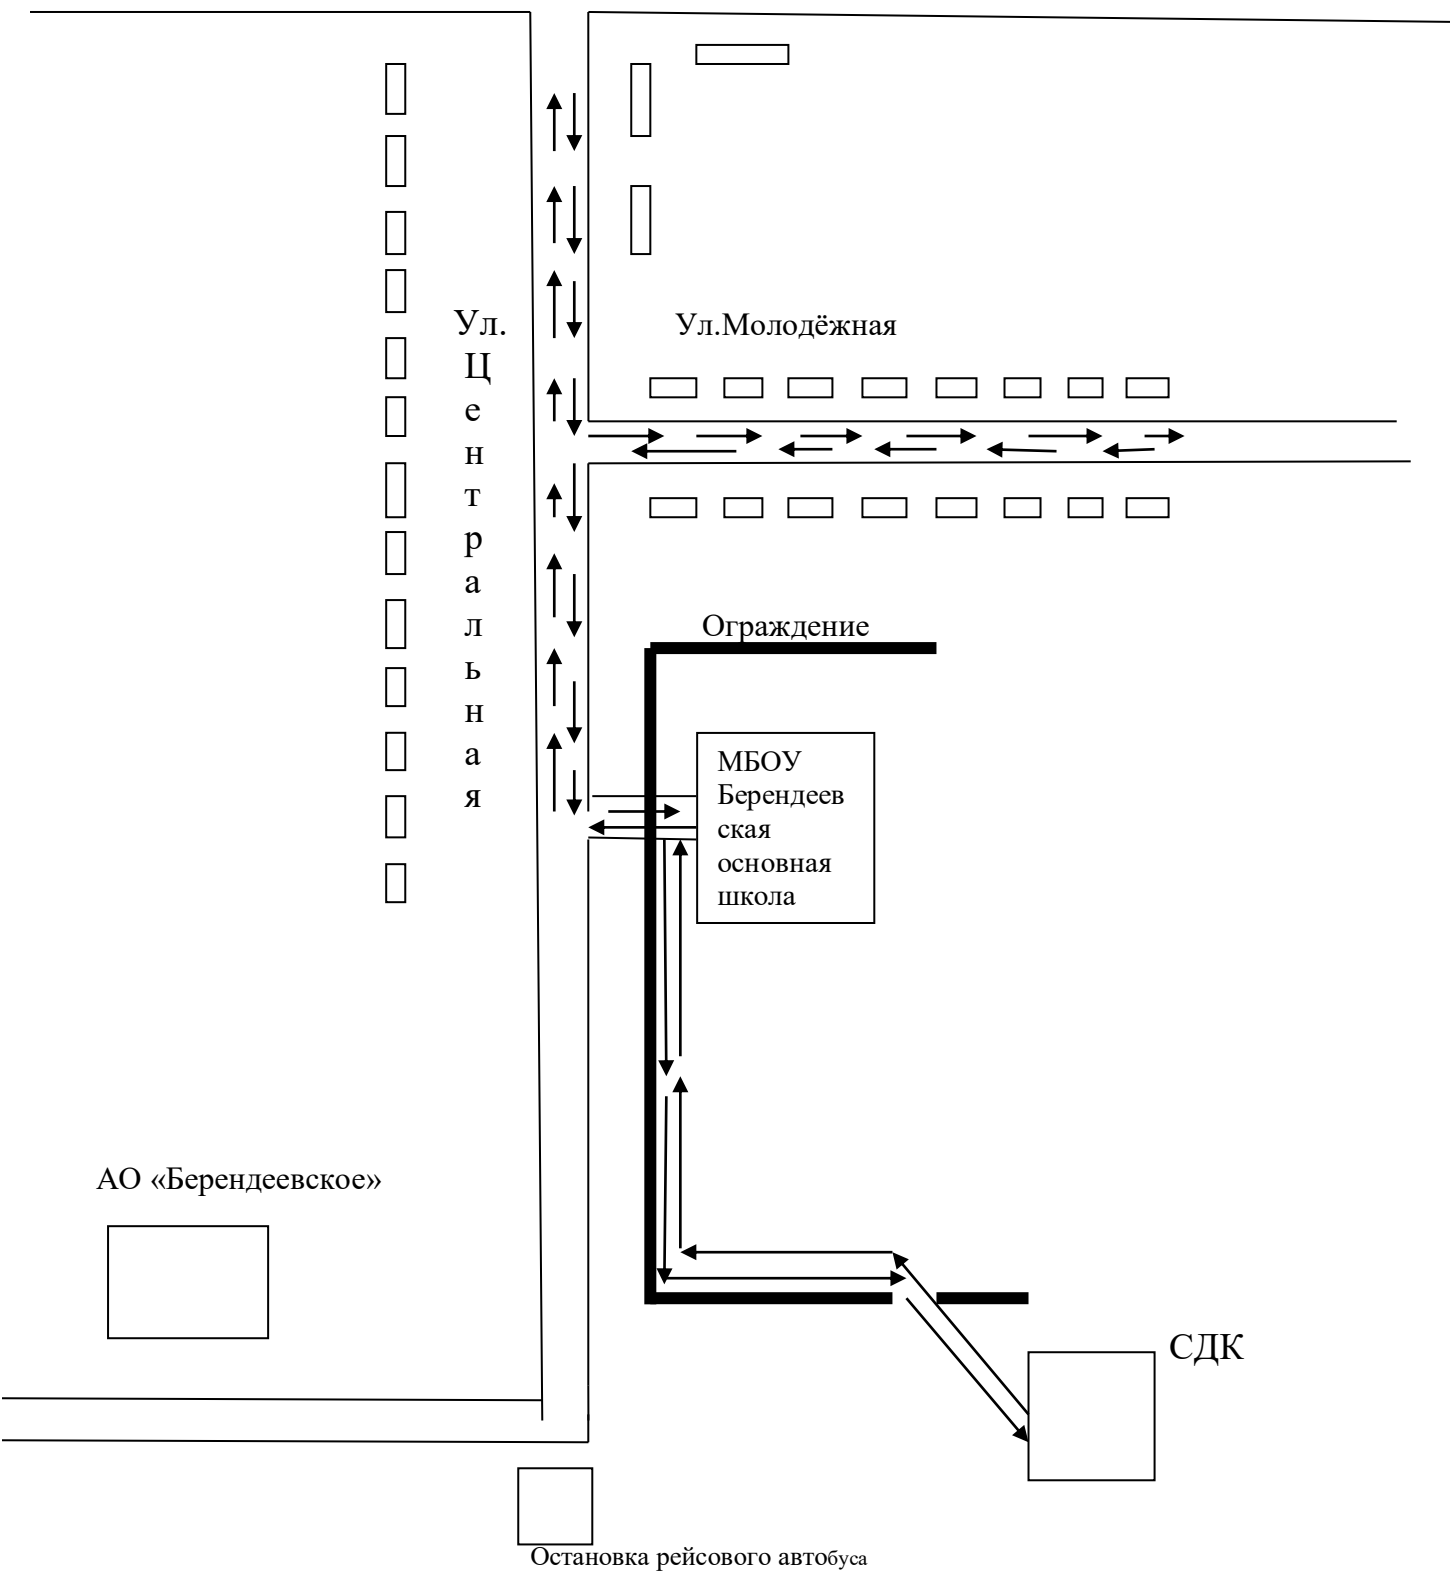 Ул.
Ц
е
н
т
р
а
л
ь
н
а
я
Ул.Молодёжная
Ограждение
МБОУ
Берендеев
ская
основная
школа
АО «Берендеевское»
СДК
Остановка рейсового автобуса